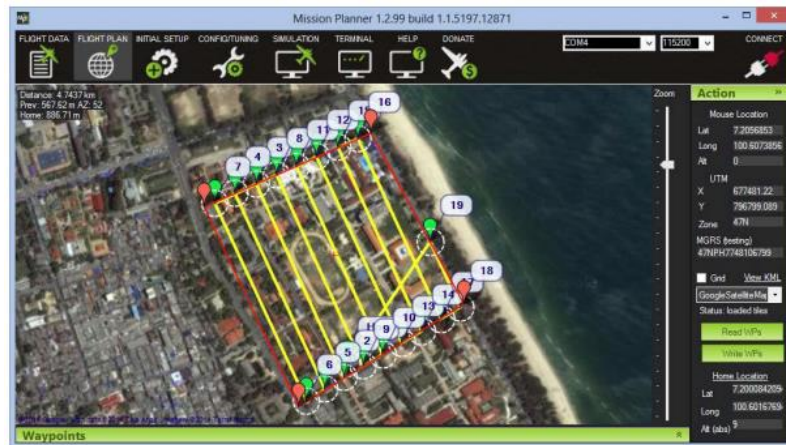 Mission Planner 1.2.99 build 1.1.5197.12871
FLIGHT DATA
FLIGHT PLAN
INITIAL SETUP
CONFIG/TUNING
SIMULATION
TERMINAL
HELP
DONATE
COM4
115200
CONNECT
Distance: 4.7437 km
Prev: 567.62 m AZ: 52
Home: 886.71 m
Zoom
Action
Mouse Location
Lat 7.2056853
Long 100.6073856
Alt 0
UTM
X 677481.22
Y 796799.089
Zone 47N
MGRS (testing)
47NPH7748106799
Grid View KML
GoogleSatelliteMap
Status: loaded tiles
Read WPs
Write WPs
Home Location
Lat 7.200084209
Long 100.6016769
Alt (abs) 9
16
12
11
8
3
4
7
19
18
14
13
10
9
2
5
6
Waypoints